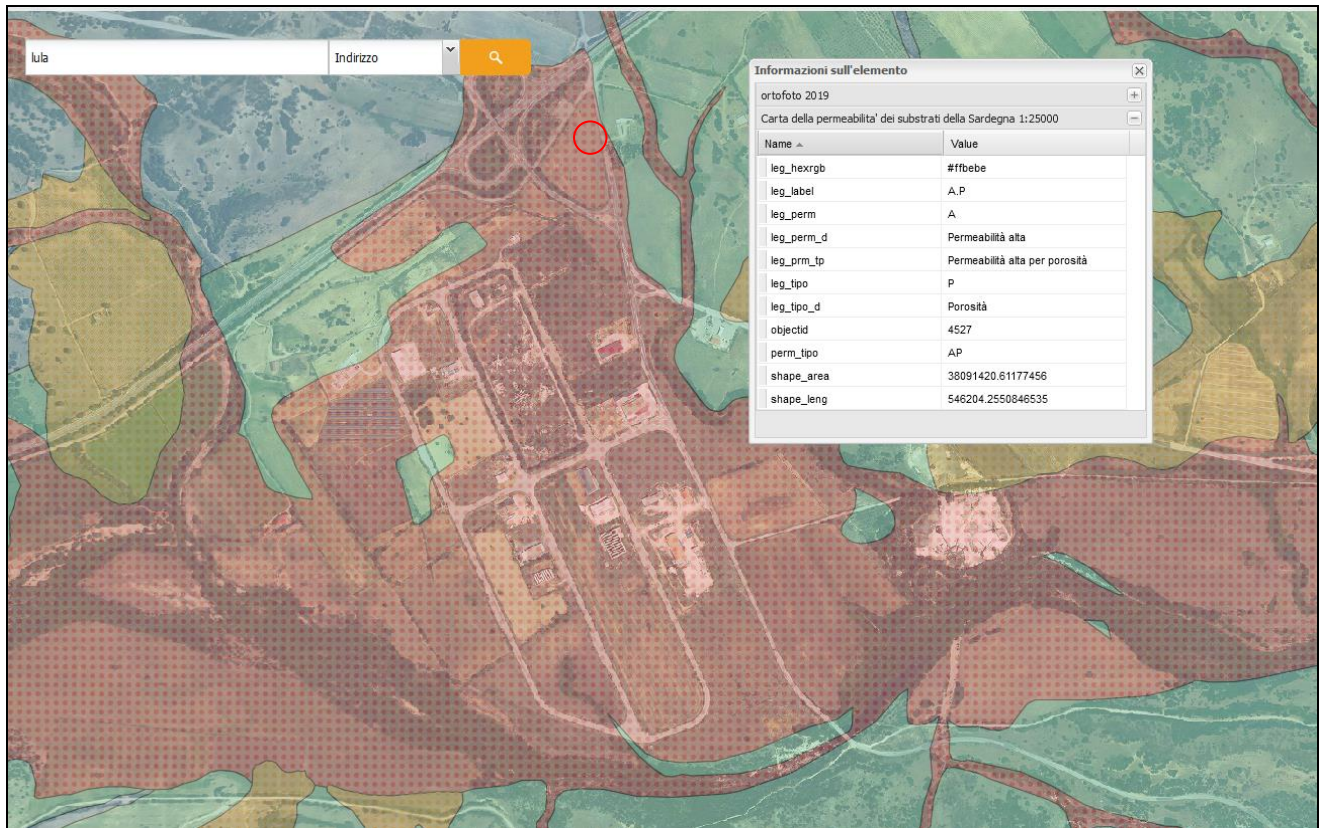 lula Indirizzo
Informazioni sull'elemento
ortofoto 2019
Carta della permeabilita' dei substrati della Sardegna 1:25000
Name Value
leg_hexrgb #ffbebe
leg_label A.P
leg_perm A
leg_perm_d Permeabilità alta
leg_prm_tp Permeabilità alta per porosità
leg_tipo P
leg_tipo_d Porosità
objectid 4527
perm_tipo AP
shape_area 38091420.61177456
shape_leng 546204.2550846535